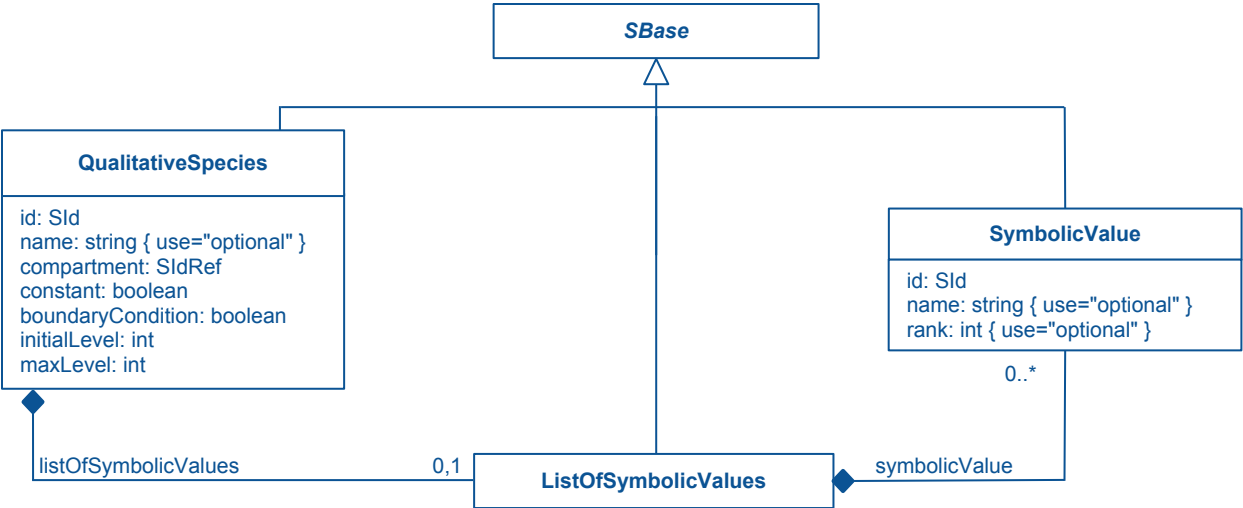 SBase
QualitativeSpecies
id: SId
name: string { use="optional" }
compartment: SIdRef
constant: boolean
boundaryCondition: boolean
initialLevel: int
maxLevel: int
SymbolicValue
id: SId
name: string { use="optional" }
rank: int { use="optional" }
0..*
listOfSymbolicValues
0,1
ListOfSymbolicValues
symbolicValue